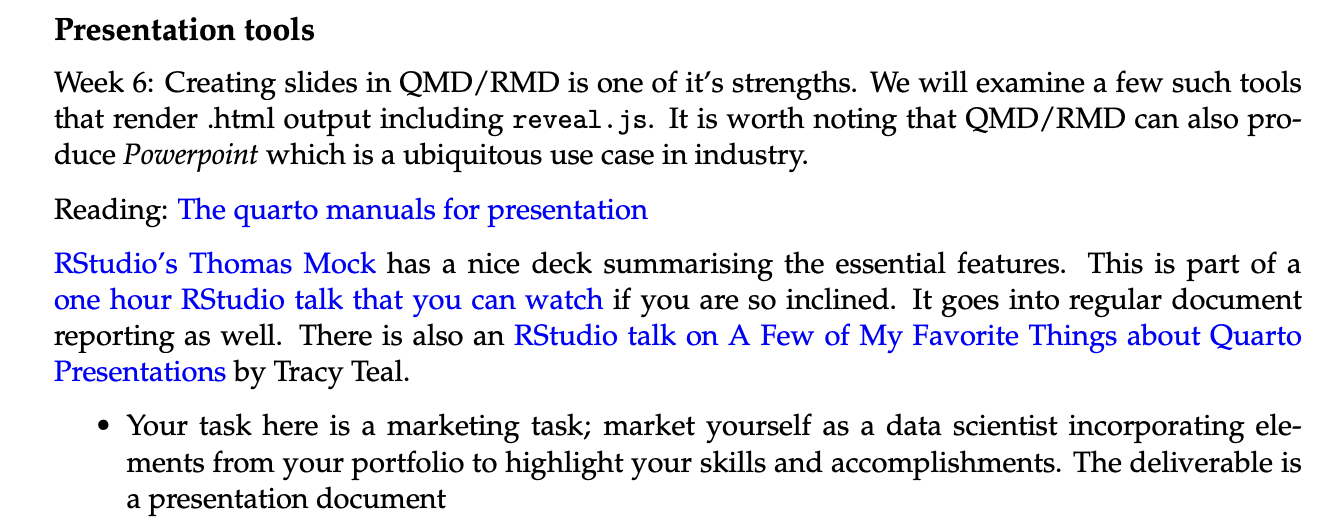 Presentation tools
Week 6: Creating slides in QMD/RMD is one of it's strengths. We will examine a few such tools
that render .html output including reveal.js. It is worth noting that QMD/RMD can also pro-
duce Powerpoint which is a ubiquitous use case in industry.
Reading: The quarto manuals for presentation
RStudio's Thomas Mock has a nice deck summarising the essential features. This is part of a
one hour RStudio talk that you can watch if you are so inclined. It goes into regular document
reporting as well. There is also an RStudio talk on A Few of My Favorite Things about Quarto
Presentations by Tracy Teal.
• Your task here is a marketing task; market yourself as a data scientist incorporating ele-
ments from your portfolio to highlight your skills and accomplishments. The deliverable is
a presentation document